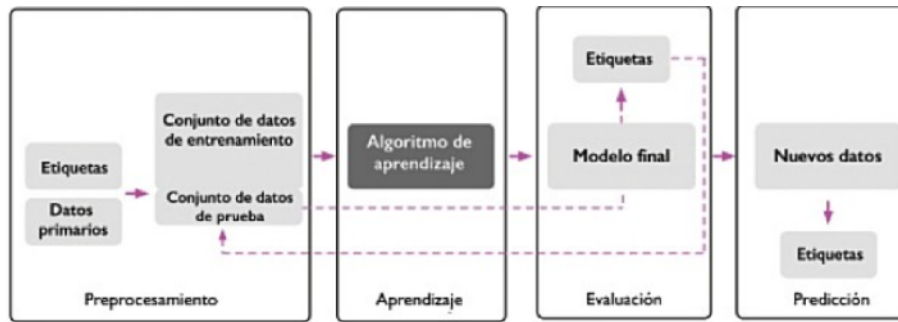 Etiquetas
Datos
primarios
Conjunto de datos
de entrenamiento
Conjunto de datos
de prueba
Preprocesamiento
Algoritmo de
aprendizaje
Aprendizaje
Etiquetas
Modelo final
Evaluación
Nuevos datos
Etiquetas
Predicción